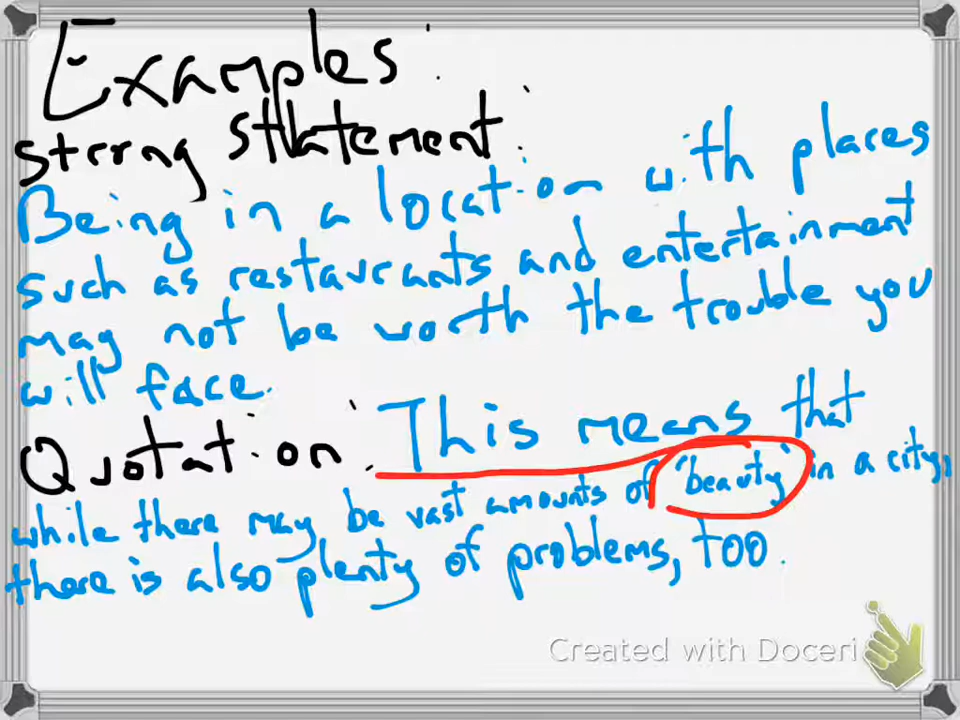 Examples:
strong statement:
Being in a location with places
such as restaurants and entertainment
may not be worth the trouble you
will face.
Quotation: This means that
while there may be vast amounts of "beauty" in a city,
there is also plenty of problems, too.
Created with Doceri